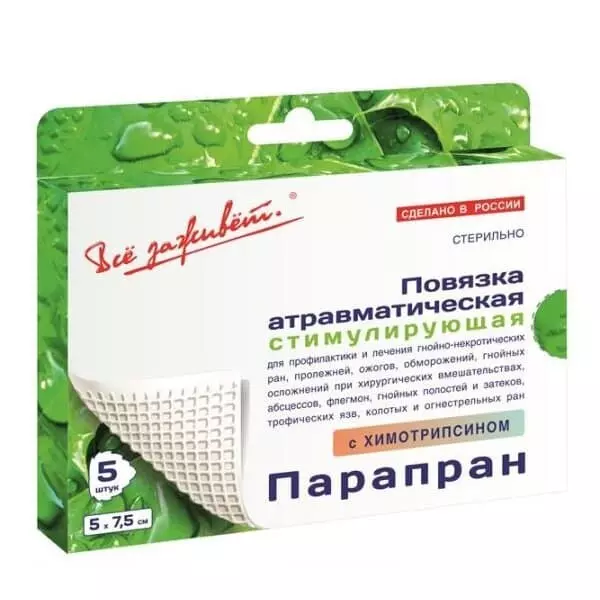 Всё заживёт.®
СДЕЛАНО В РОССИИ
СТЕРИЛЬНО
Повязка
атравматическая
стимулирующая
для профилактики и лечения гнойно-некротических
ран, пролежней, ожогов, обморожений, гнойных
осложнений при хирургических вмешательствах,
абсцессов, флегмон, гнойных полостей и затеков,
трофических язв, колотых и огнестрельных ран
с ХИМОТРИПСИНОМ
Парапран
5
штук
5 x 7,5 см